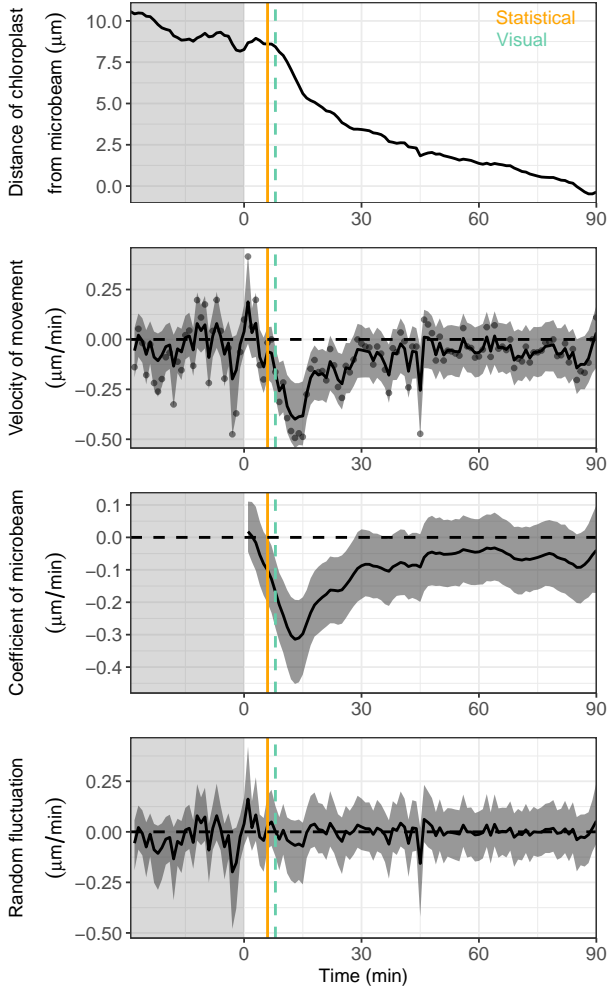 Statistical
Visual
Distance of chloroplast
from microbeam (μm)
10.0
7.5
5.0
2.5
0.0
0 30 60 90
Velocity of movement
(μm/min)
0.25
0.00
−0.25
−0.50
0 30 60 90
Coefficient of microbeam
(μm/min)
0.1
0.0
−0.1
−0.2
−0.3
−0.4
0 30 60 90
Random fluctuation
(μm/min)
0.25
0.00
−0.25
−0.50
0 30 60 90
Time (min)